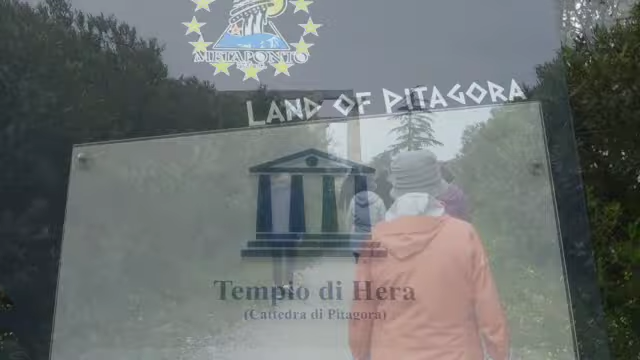 METAPONTO
LAND OF PITAGORA
Tempio di Hera
(Cattedra di Pitagora)